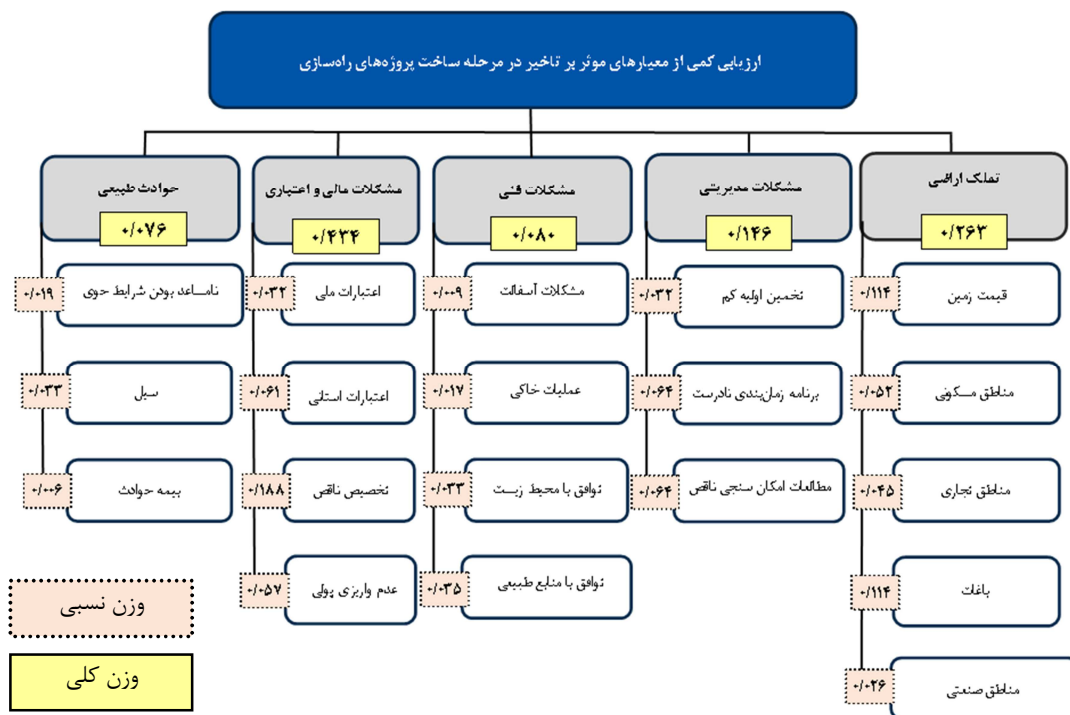 ارزیابی کمی از معیارهای موثر بر تاخیر در مرحله ساخت پروژه‌های راه‌سازی
تملک اراضی
۰/۲۶۳
قیمت زمین
۰/۱۱۴
مناطق مسکونی
۰/۰۵۲
مناطق تجاری
۰/۰۴۵
باغات
۰/۱۱۴
مناطق صنعتی
۰/۰۲۶
مشکلات مدیریتی
۰/۱۴۶
تخمین اولیه کم
۰/۰۳۲
برنامه زمان‌بندی نادرست
۰/۰۶۴
مطالعات امکان سنجی ناقص
۰/۰۶۴
مشکلات فنی
۰/۰۸۰
مشکلات آسفالت
۰/۰۰۹
عملیات خاکی
۰/۰۱۷
توافق با محیط زیست
۰/۰۳۳
توافق با منابع طبیعی
۰/۰۳۵
مشکلات مالی و اعتباری
۰/۴۳۴
اعتبارات ملی
۰/۰۳۲
اعتبارات استانی
۰/۰۶۱
تخصیص ناقص
۰/۱۸۸
عدم واریزی پولی
۰/۰۵۷
حوادث طبیعی
۰/۰۷۶
نامساعد بودن شرایط جوی
۰/۰۱۹
سیل
۰/۰۳۳
بیمه حوادث
۰/۰۰۶
وزن نسبی
وزن کلی